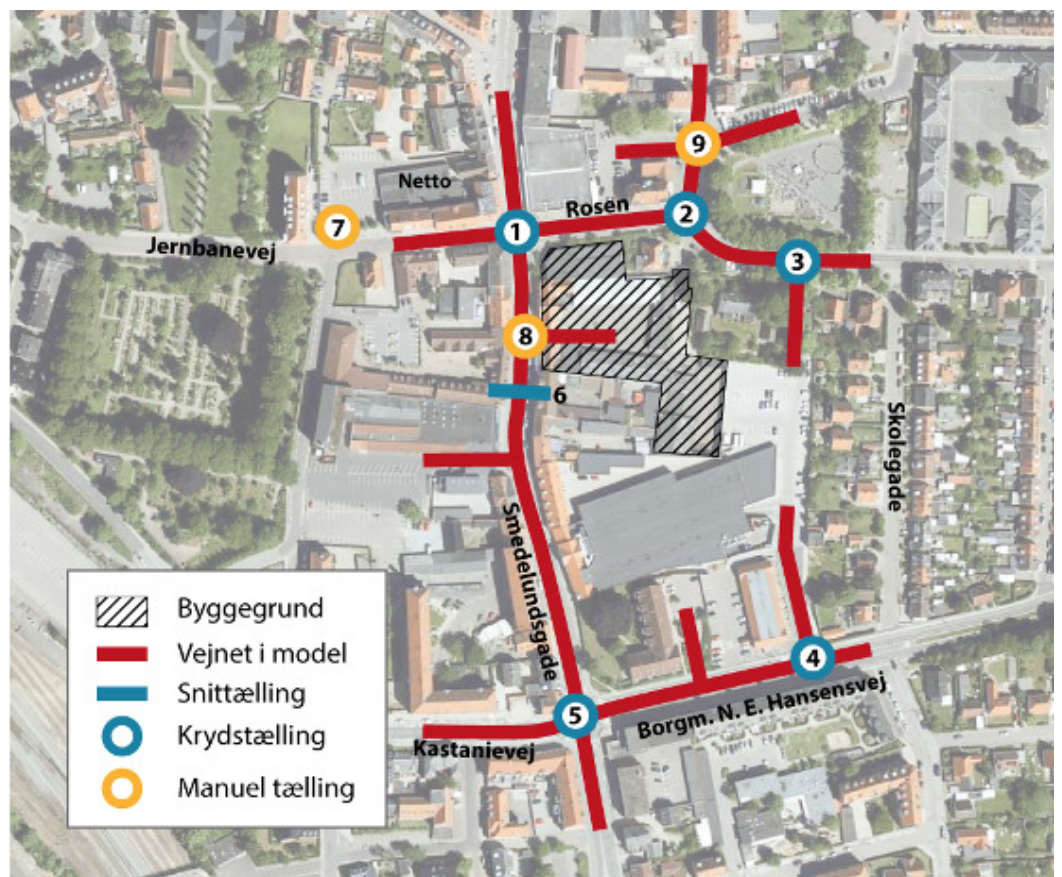 9
Netto
Rosen
2
7
1
Jernbanevej
3
8
6
Skolegade
Smedelundsgade
Byggegrund
Vejnet i model
Snittælling
4
Krydstælling
5
Borgm. N. E. Hansensvej
Kastanievej
Manuel tælling